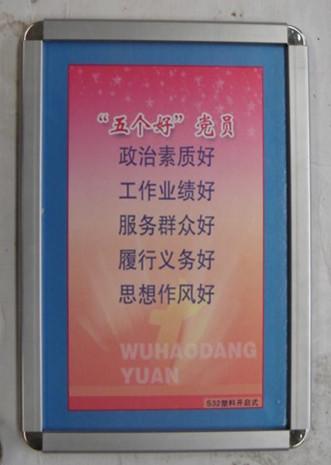 “五个好”党员
政治素质好
工作业绩好
服务群众好
履行义务好
思想作风好
WUHAODANG
YUAN
S32塑料开启式